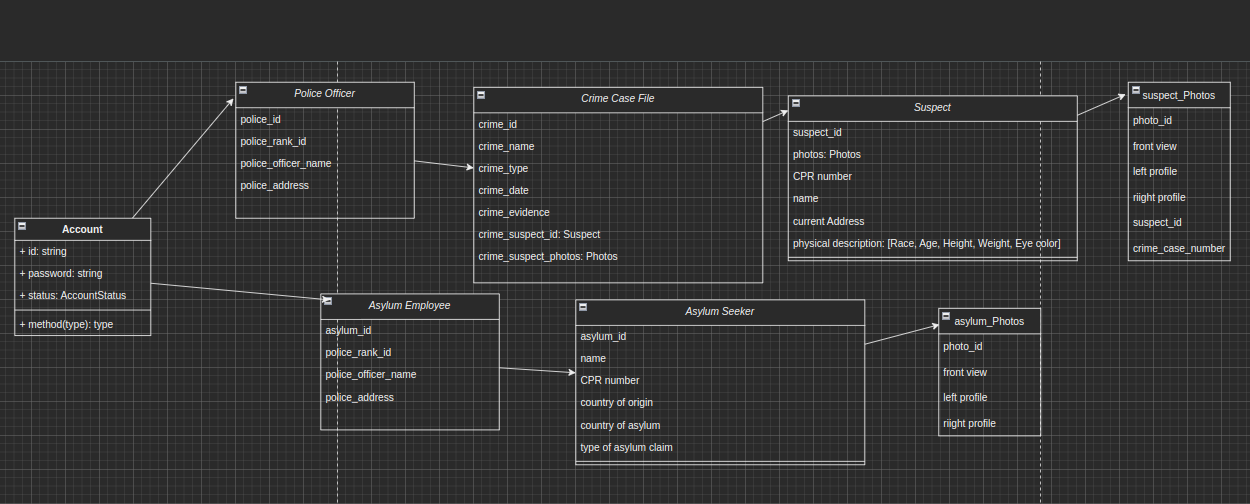 Police Officer
police_id
police_rank_id
police_officer_name
police_address
Crime Case File
crime_id
crime_name
crime_type
crime_date
crime_evidence
crime_suspect_id: Suspect
crime_suspect_photos: Photos
Suspect
suspect_id
photos: Photos
CPR number
name
current Address
physical description: [Race, Age, Height, Weight, Eye color]
suspect_Photos
photo_id
front view
left profile
riight profile
suspect_id
crime_case_number
Account
+ id: string
+ password: string
+ status: AccountStatus
+ method(type): type
Asylum Employee
asylum_id
police_rank_id
police_officer_name
police_address
Asylum Seeker
asylum_id
name
CPR number
country of origin
country of asylum
type of asylum claim
asylum_Photos
photo_id
front view
left profile
riight profile